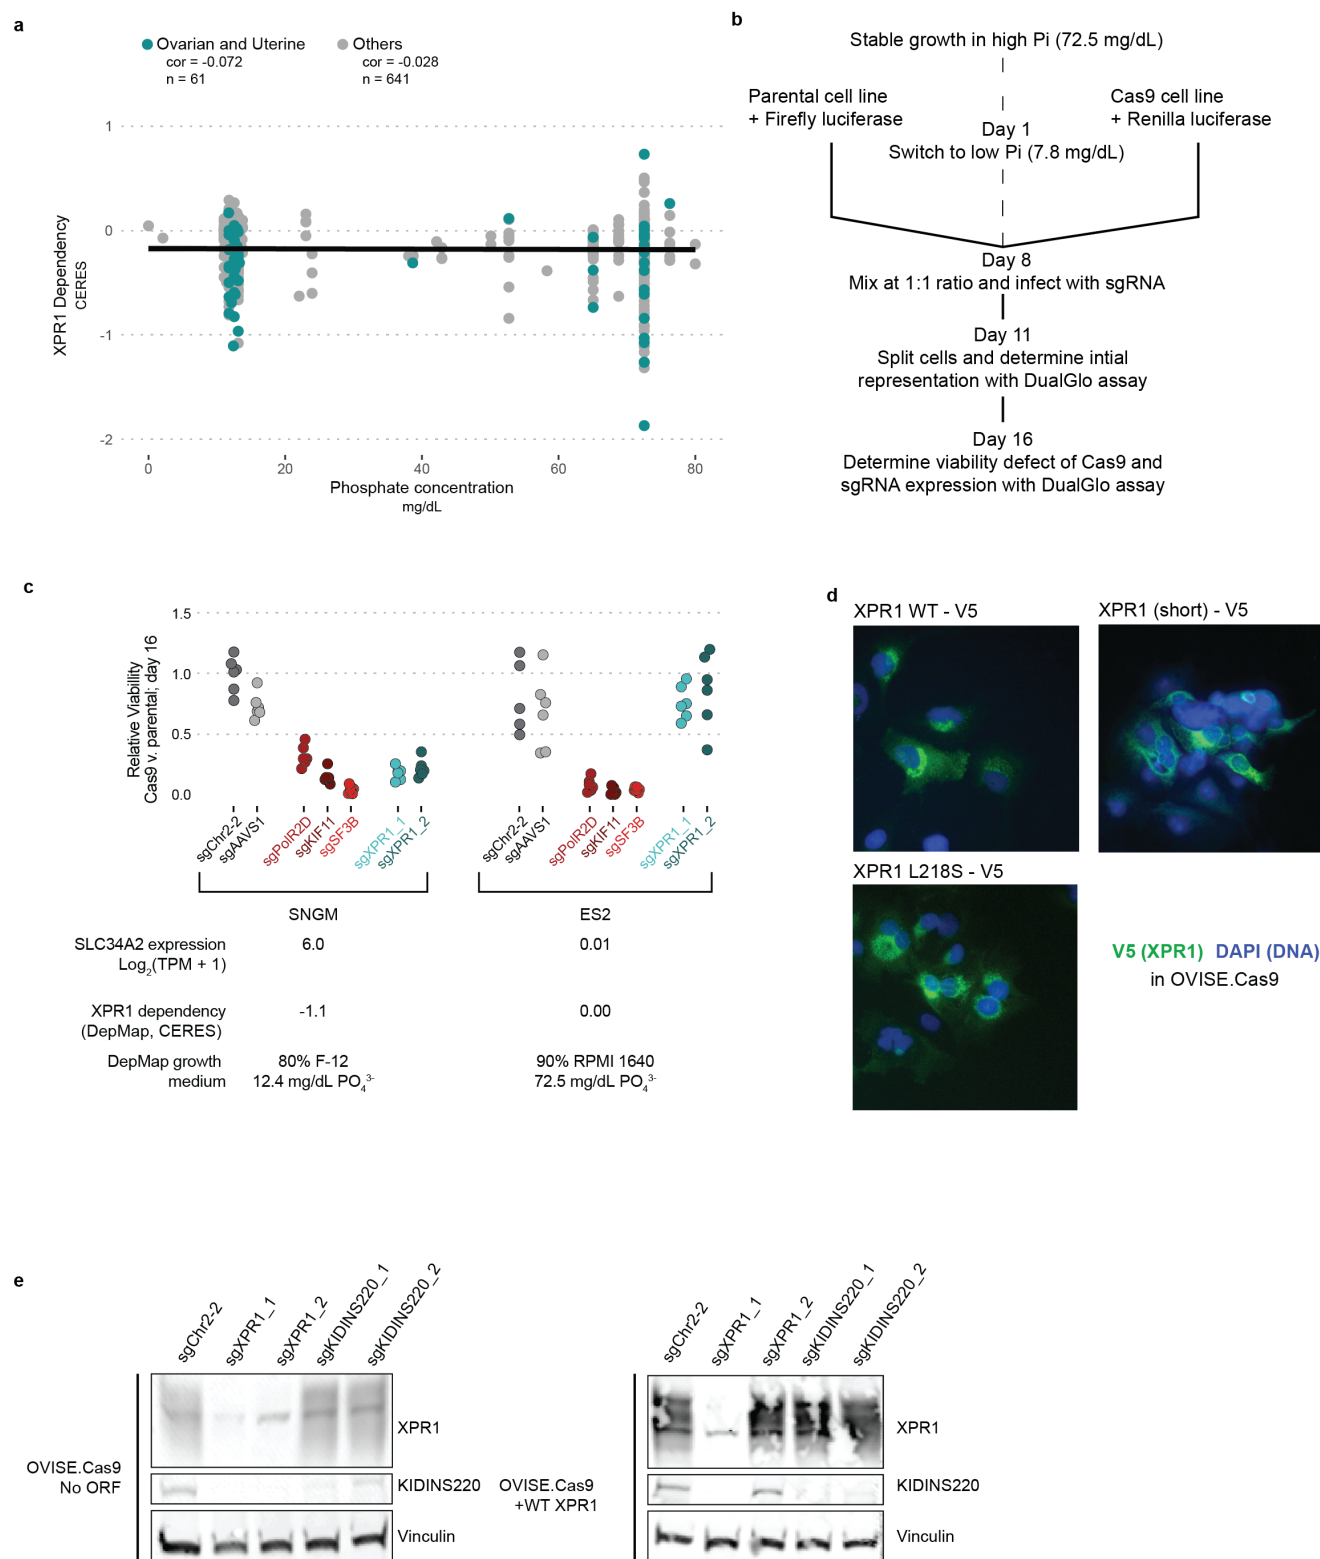 a
Ovarian and Uterine
cor = -0.072
n = 61
Others
cor = -0.028
n = 641
1
0
-1
-2
XPR1 Dependency
CERES
0
20
40
60
80
Phosphate concentration
mg/dL
b
Stable growth in high Pi (72.5 mg/dL)
Parental cell line
+ Firefly luciferase
Cas9 cell line
+ Renilla luciferase
Day 1
Switch to low Pi (7.8 mg/dL)
Day 8
Mix at 1:1 ratio and infect with sgRNA
Day 11
Split cells and determine intial
representation with DualGlo assay
Day 16
Determine viability defect of Cas9 and
sgRNA expression with DualGlo assay
c
Relative Viability
Cas9 v. parental; day 16
1.5
1.0
0.5
0.0
sgChr2-2
sgAAVS1
sgPolR2D
sgKIF11
sgSF3B
sgXPR1_1
sgXPR1_2
sgChr2-2
sgAAVS1
sgPolR2D
sgKIF11
sgSF3B
sgXPR1_1
sgXPR1_2
SNGM
ES2
SLC34A2 expression
Log2(TPM + 1)
6.0
0.01
XPR1 dependency
(DepMap, CERES)
-1.1
0.00
DepMap growth
medium
80% F-12
12.4 mg/dL PO4 3-
90% RPMI 1640
72.5 mg/dL PO4 3-
d
XPR1 WT - V5
XPR1 (short) - V5
XPR1 L218S - V5
V5 (XPR1) DAPI (DNA)
in OVISE.Cas9
e
sgChr2-2
sgXPR1_1
sgXPR1_2
sgKIDINS220_1
sgKIDINS220_2
OVISE.Cas9
No ORF
XPR1
KIDINS220
Vinculin
sgChr2-2
sgXPR1_1
sgXPR1_2
sgKIDINS220_1
sgKIDINS220_2
OVISE.Cas9
+WT XPR1
XPR1
KIDINS220
Vinculin